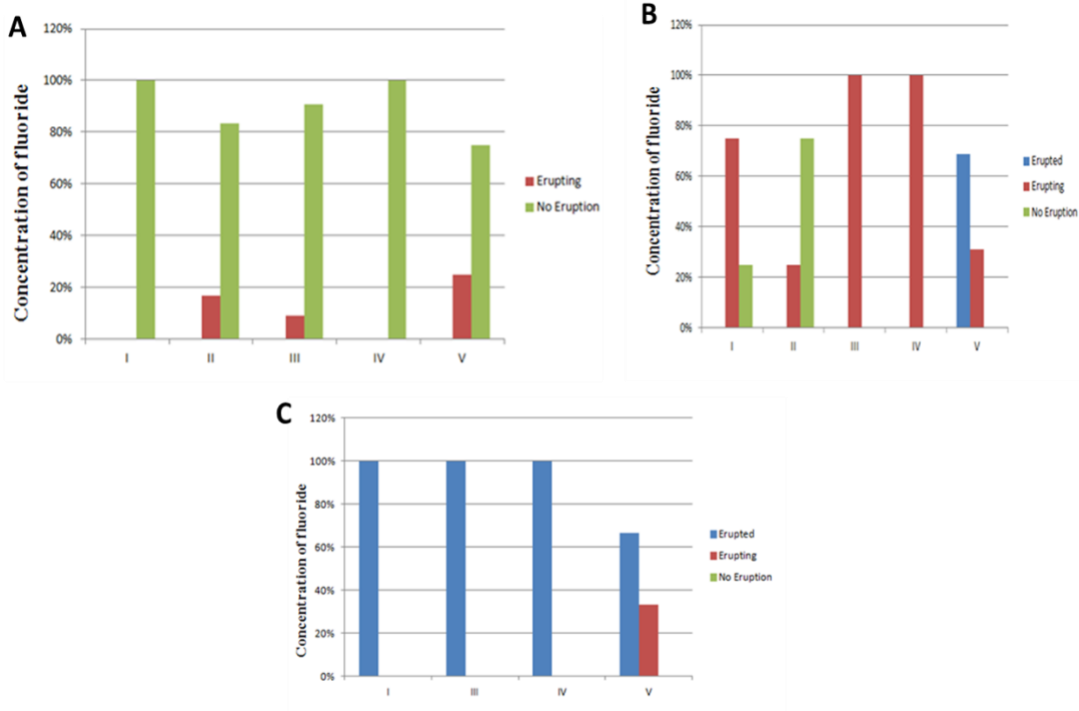 A
Concentration of fluoride
120%
100%
80%
60%
40%
20%
0%
I II III IV V
Erupting
No Eruption
B
Concentration of fluoride
120%
100%
80%
60%
40%
20%
0%
I II III IV V
Erupted
Erupting
No Eruption
C
Concentration of fluoride
120%
100%
80%
60%
40%
20%
0%
I III IV V
Erupted
Erupting
No Eruption